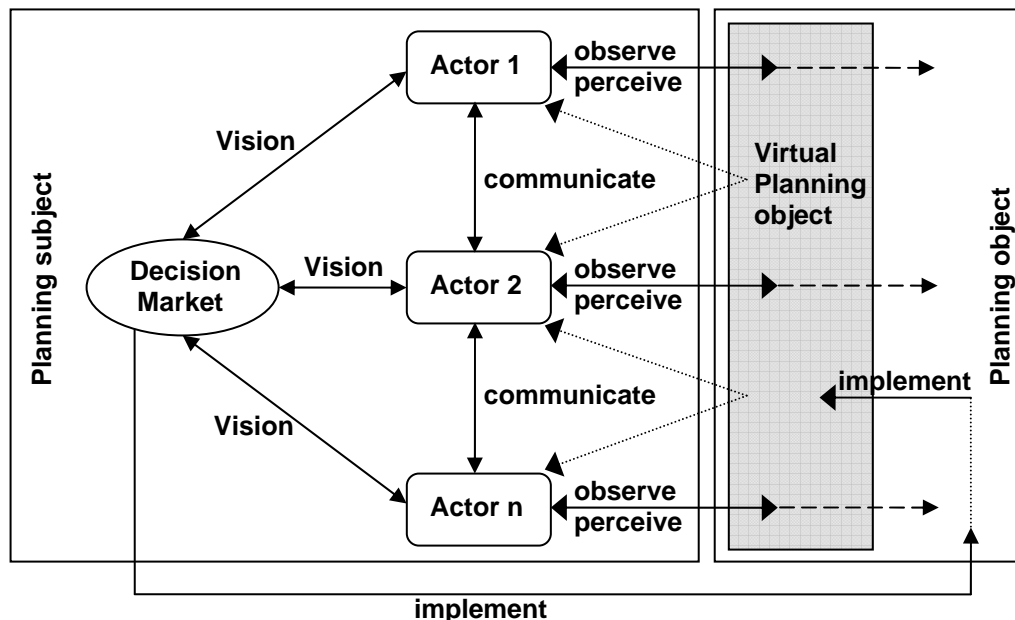 Planning subject
Actor 1
observe
perceive
Vision
communicate
Virtual
Planning
object
Planning object
Decision
Market
Vision
Actor 2
observe
perceive
implement
communicate
Vision
Actor n
observe
perceive
implement